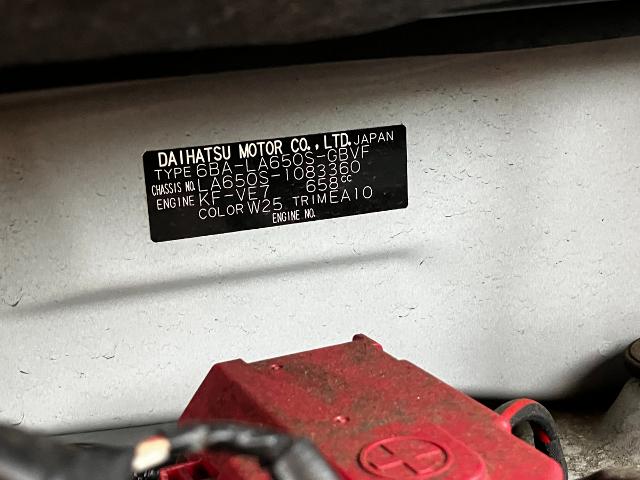 DAIHATSU MOTOR CO.,LTD. JAPAN
TYPE 6BA-LA650S-GBVF
CHASSIS NO. LA650S-1083360
ENGINE KF-VE7 658cc
COLOR W25 TRIM EA10
ENGINE NO.